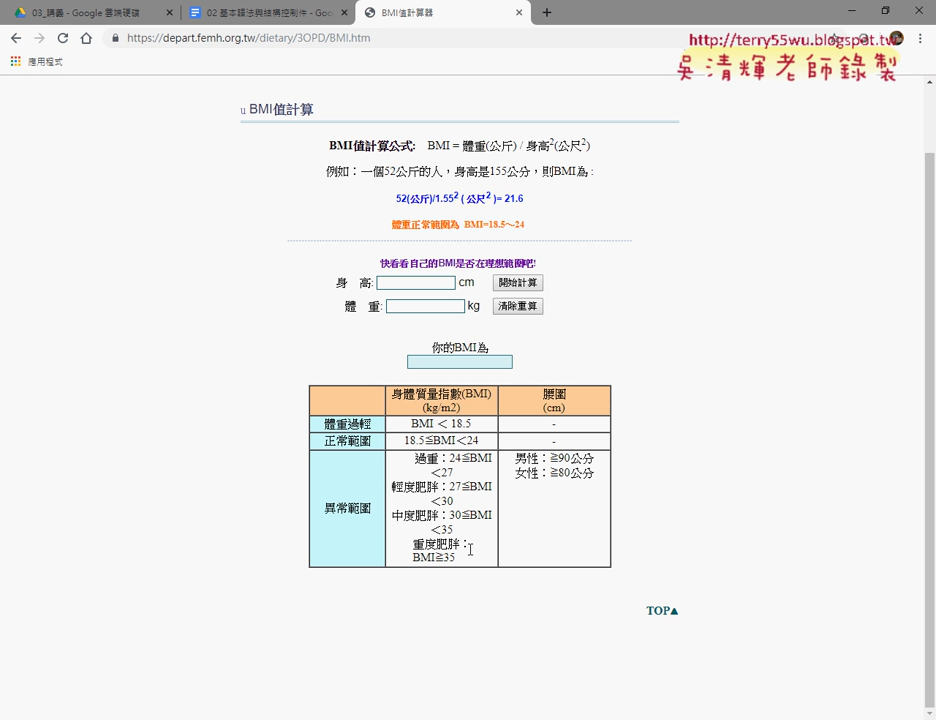 03_講義 - Google 雲端硬碟
02 基本語法與結構控制件 - Goo
BMI值計算器
https://depart.femh.org.tw/dietary/3OPD/BMI.htm
http://terry55wu.blogspot.tw
應用程式
吳清輝老師錄製
u BMI值計算
BMI值計算公式: BMI = 體重(公斤) / 身高2(公尺2)
例如：一個52公斤的人，身高是155公分，則BMI為 :
52(公斤)/1.552 ( 公尺2 )= 21.6
體重正常範圍為 BMI=18.5～24
快看看自己的BMI是否在理想範圍吧!
身 高: cm 開始計算
體 重: kg 清除重算
你的BMI為
身體質量指數(BMI) (kg/m2) 腰圍 (cm)
體重過輕 BMI < 18.5 -
正常範圍 18.5≦BMI<24 -
異常範圍
過重：24≦BMI
<27
輕度肥胖：27≦BMI
<30
中度肥胖：30≦BMI
<35
重度肥胖：
BMI≧35
男性：≧90公分
女性：≧80公分
TOP▲